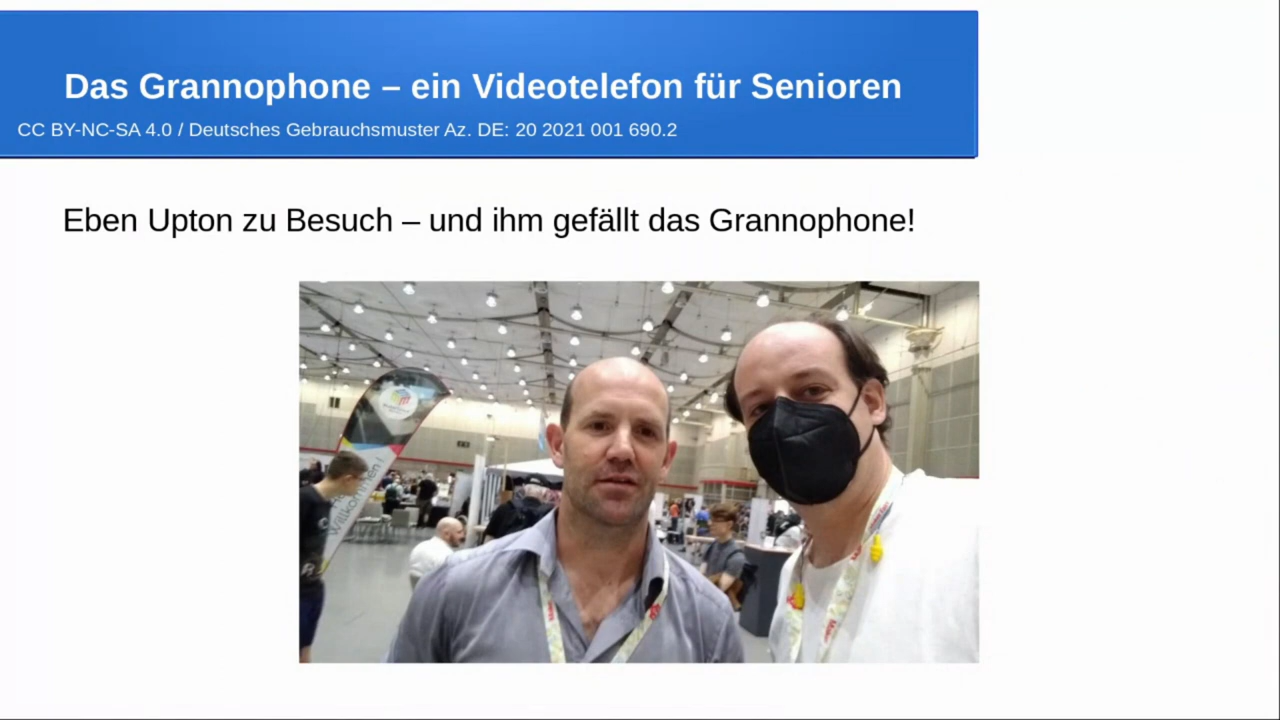 Das Grannophone – ein Videotelefon für Senioren
CC BY-NC-SA 4.0 / Deutsches Gebrauchsmuster Az. DE: 20 2021 001 690.2
Eben Upton zu Besuch – und ihm gefällt das Grannophone!
Willkommen !